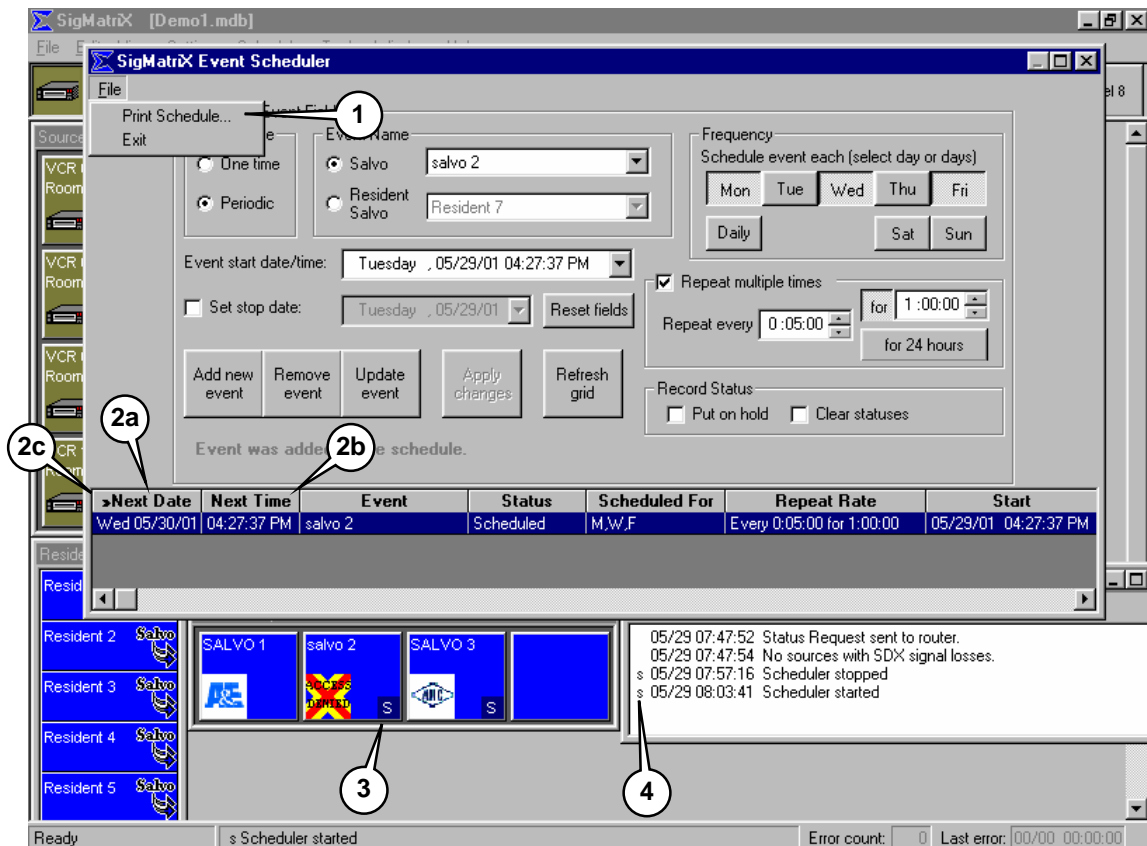 SigMatriX [Demo1.mdb]
File
SigMatriX Event Scheduler
File
Print Schedule...
Exit
1
el 8
Source
Event Name
One time
Periodic
Salvo
salvo 2
Resident
Salvo
Resident 7
Frequency
Schedule event each (select day or days)
Mon Tue Wed Thu Fri
Daily Sat Sun
VCR
Room
VCR
Room
VCR
Room
VCR
Event start date/time: Tuesday , 05/29/01 04:27:37 PM
Set stop date: Tuesday , 05/29/01
Reset fields
Repeat multiple times
Repeat every 0:05:00
for 1:00:00
for 24 hours
Add new
event
Remove
event
Update
event
Apply
changes
Refresh
grid
Record Status
Put on hold Clear statuses
2a
2b
2c
Event was added schedule.
»Next Date Next Time Event Status Scheduled For Repeat Rate Start
Wed 05/30/01 04:27:37 PM salvo 2 Scheduled M,W,F Every 0:05:00 for 1:00:00 05/29/01 04:27:37 PM
Reside
Resid
Resident 2 Salvo
Resident 3 Salvo
Resident 4 Salvo
Resident 5 Salvo
SALVO 1
A&E
salvo 2
ACCESS
DENIED
S
SALVO 3
AMC
S
05/29 07:47:52 Status Request sent to router.
05/29 07:47:54 No sources with SDX signal losses.
s 05/29 07:57:16 Scheduler stopped
s 05/29 08:03:41 Scheduler started
3
4
Ready
s Scheduler started
Error count: 0 Last error: 00/00 00:00:00